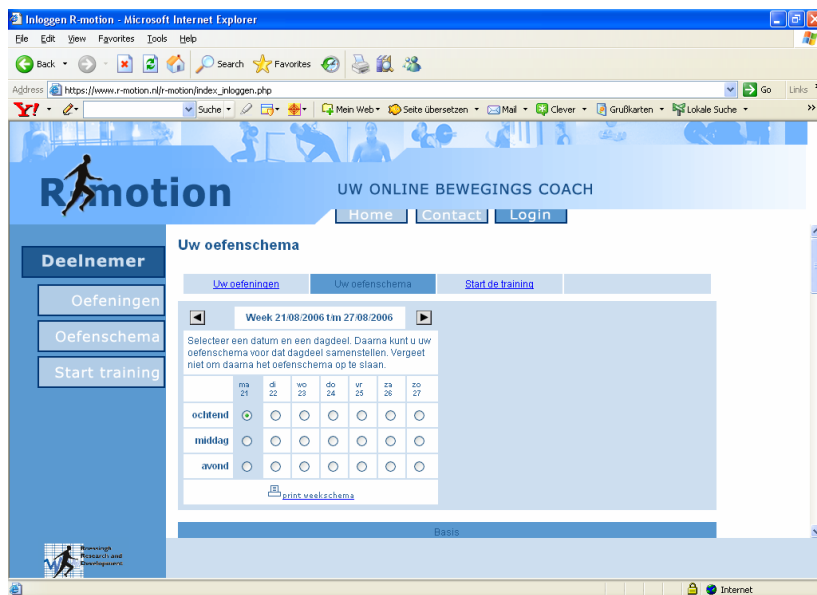 Inloggen R-motion - Microsoft Internet Explorer
File Edit View Favorites Tools Help
Back Search Favorites
Address https://www.r-motion.nl/r-motion/index_inloggen.php Go Links
Y! Suche Mein Web Seite übersetzen Mail Clever Grußkarten Lokale Suche
R-motion
UW ONLINE BEWEGINGS COACH
Home Contact Login
Deelnemer
Oefeningen
Oefenschema
Start training
Uw oefenschema
Uw oefeningen Uw oefenschema Start de training
Week 21/08/2006 t/m 27/08/2006
Selecteer een datum en een dagdeel. Daarna kunt u uw
oefenschema voor dat dagdeel samenstellen. Vergeet
niet om daarna het oefenschema op te slaan.
ma di wo do vr za zo
21 22 23 24 25 26 27
ochtend
middag
avond
print weekschema
Basis
Roessingh
Research and
Development
Internet